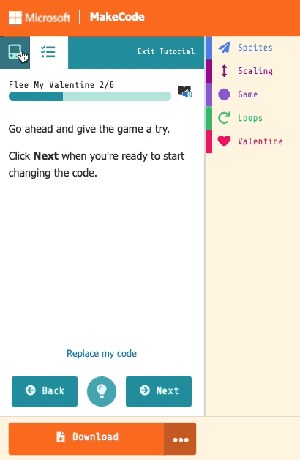 Microsoft | MakeCode
Exit Tutorial
Flee My Valentine 2/6
Go ahead and give the game a try.
Click Next when you're ready to start
changing the code.
Replace my code
Back
Next
Download
Sprites
Scaling
Game
Loops
Valentine